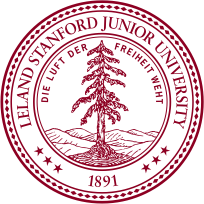 LELAND STANFORD JUNIOR UNIVERSITY
DIE LUFT DER FREIHEIT WEHT
1891